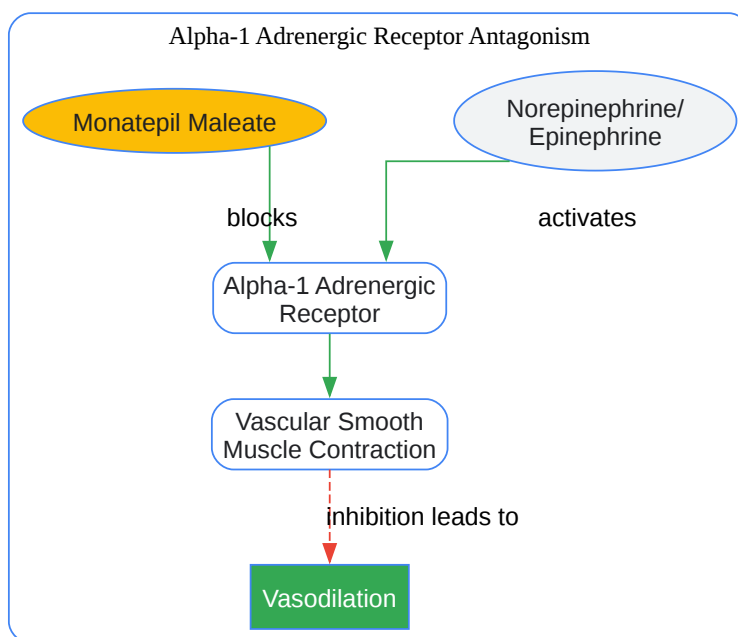 Alpha-1 Adrenergic Receptor Antagonism
Monatepil Maleate
Norepinephrine/
Epinephrine
blocks
activates
Alpha-1 Adrenergic
Receptor
Vascular Smooth
Muscle Contraction
inhibition leads to
Vasodilation